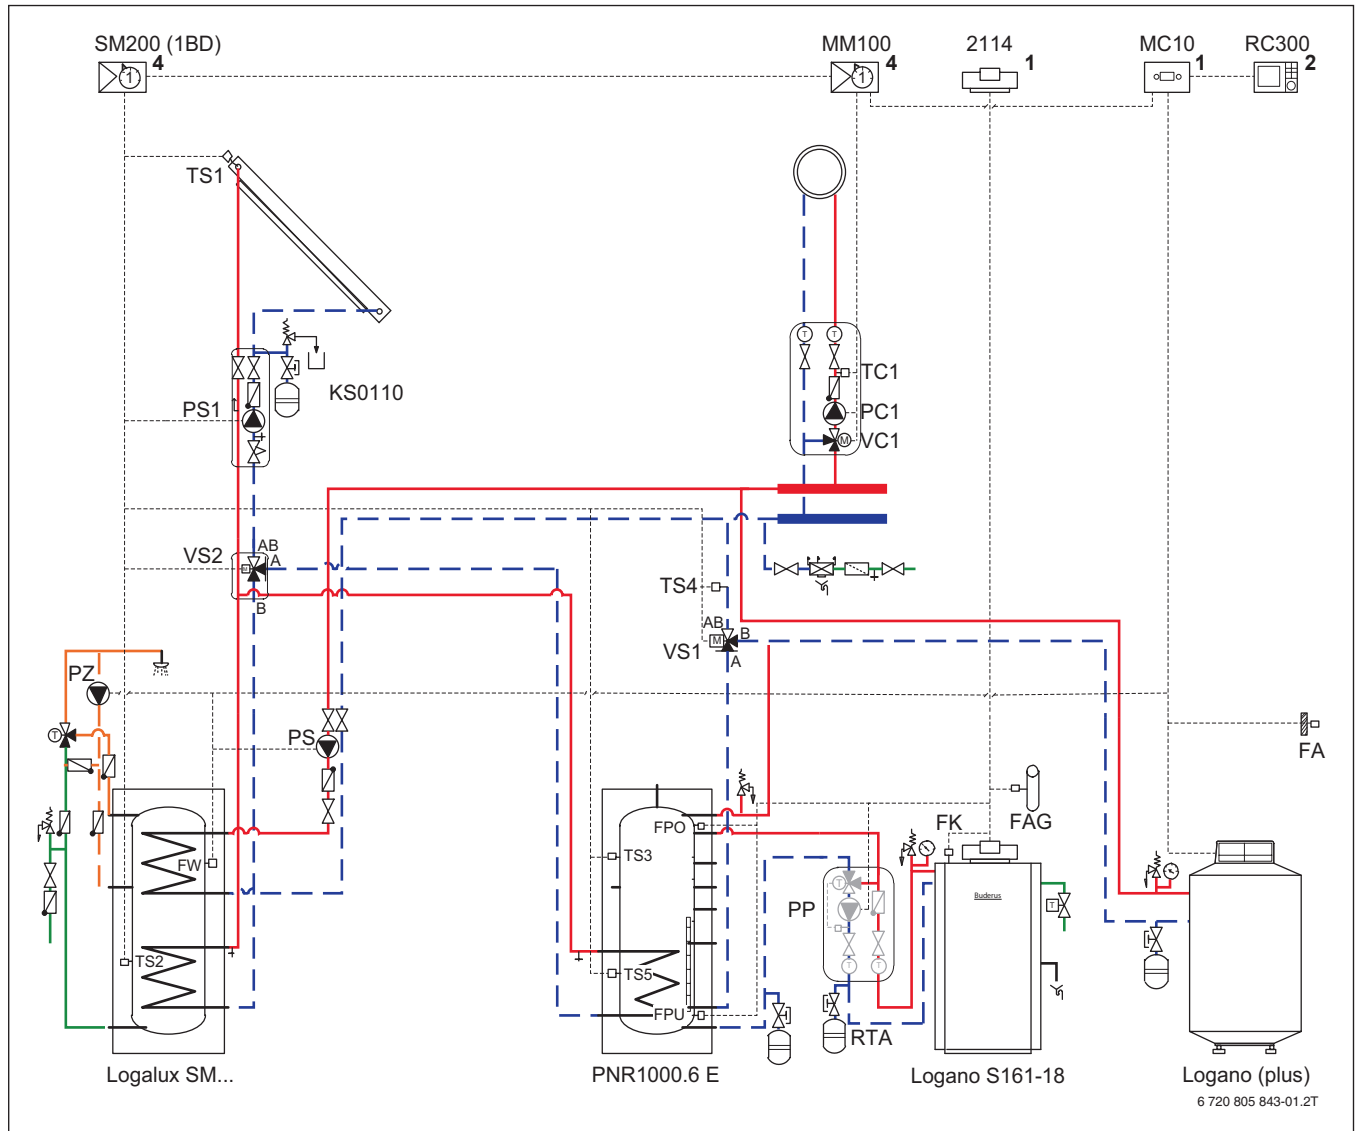 SM200 (1BD)
4
1
MM100
4
1
2114
1
MC10
1
RC300
2
TS1
KS0110
PS1
T
T
TC1
PC1
VC1
M
VS2
AB
A
M
B
TS4
AB
B
VS1
M
A
PZ
T
PS
FA
FPO
FW
TS3
FK
FAG
T
PP
Buderus
T
TS2
TS5
T
T
FPU
RTA
Logalux SM...
PNR1000.6 E
Logano S161-18
Logano (plus)
6 720 805 843-01.2T